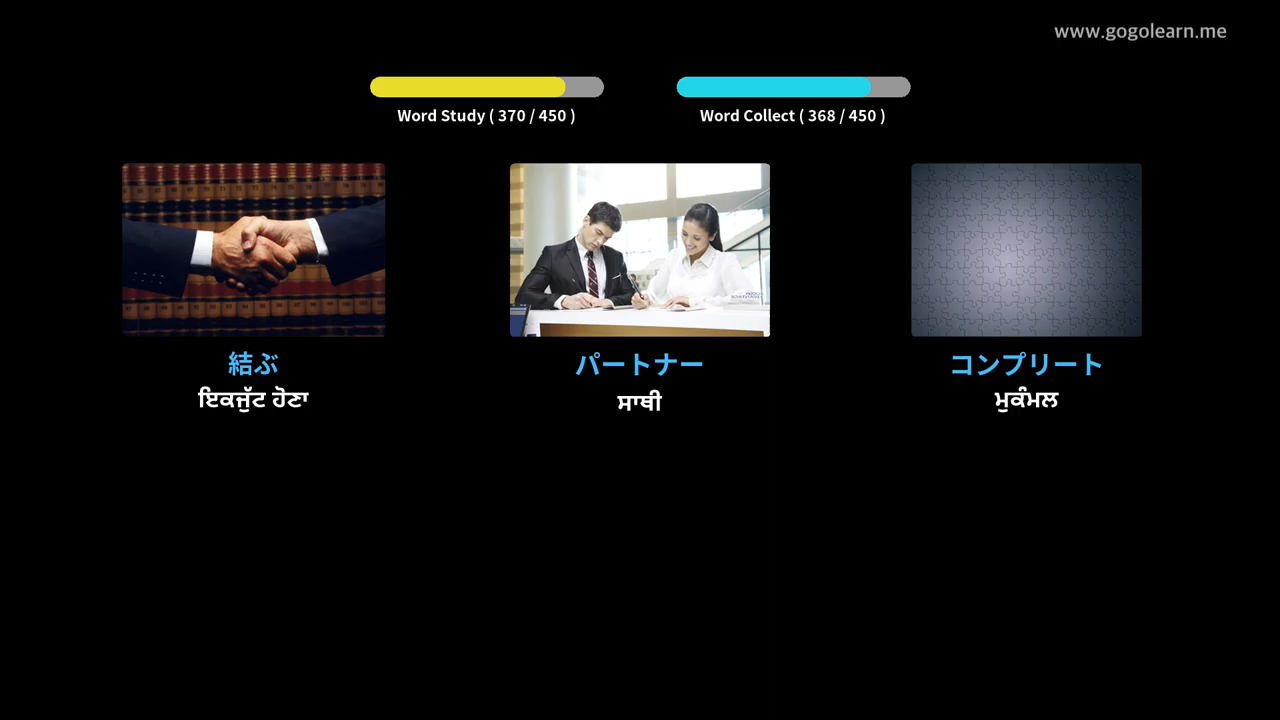 www.gogolearn.me
Word Study ( 370 / 450 )
Word Collect ( 368 / 450 )
結ぶ
ਇਕਜੁੱਟ ਹੋਣਾ
パートナー
ਸਾਥੀ
コンプリート
ਮੁਕੰਮਲ